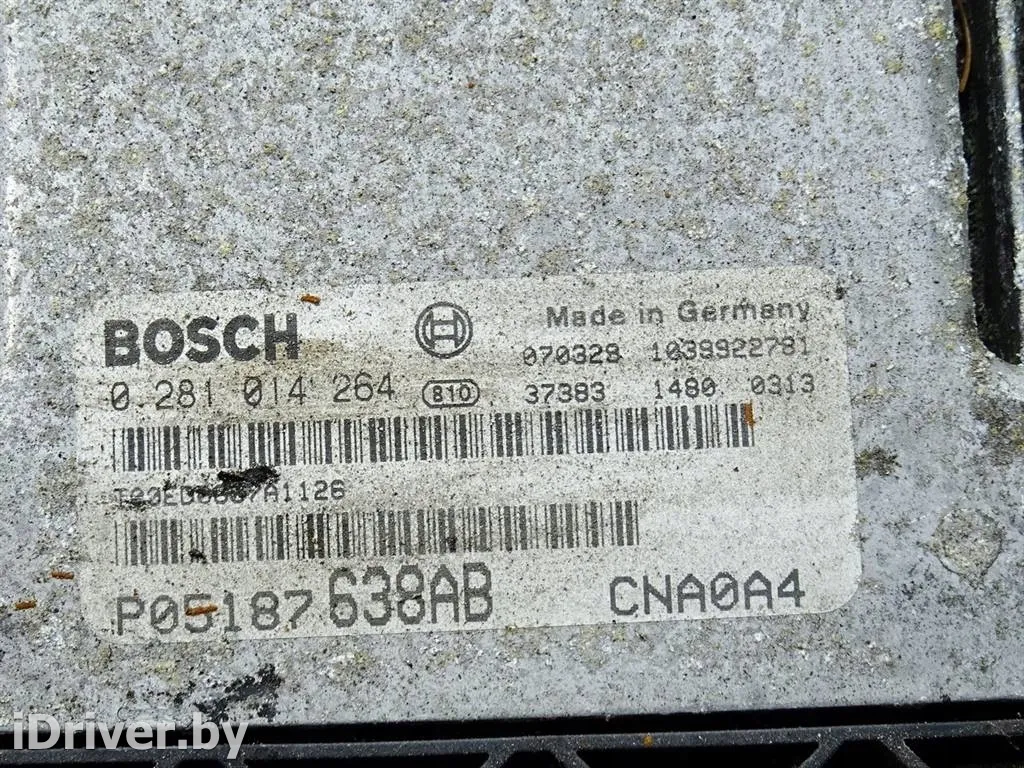 BOSCH
Made in Germany
070328 1039922781
0 281 014 264 810 37383 1480 0313
P05187638AB CNA0A4
iDriver.by